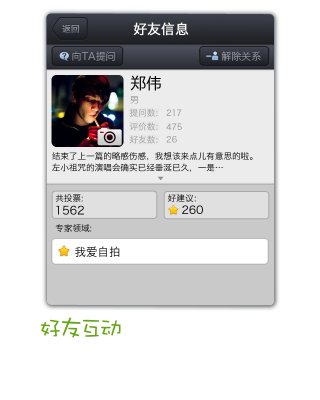 返回
好友信息
向TA提问
解除关系
郑伟
男
提问数： 217
评价数： 475
好友数： 26
结束了上一篇的略感伤感，我想该来点儿有意思的啦。
左小祖咒的演唱会确实已经垂涎已久，一是…
共投票:
1562
好建议:
260
专家领域:
我爱自拍
好友互动